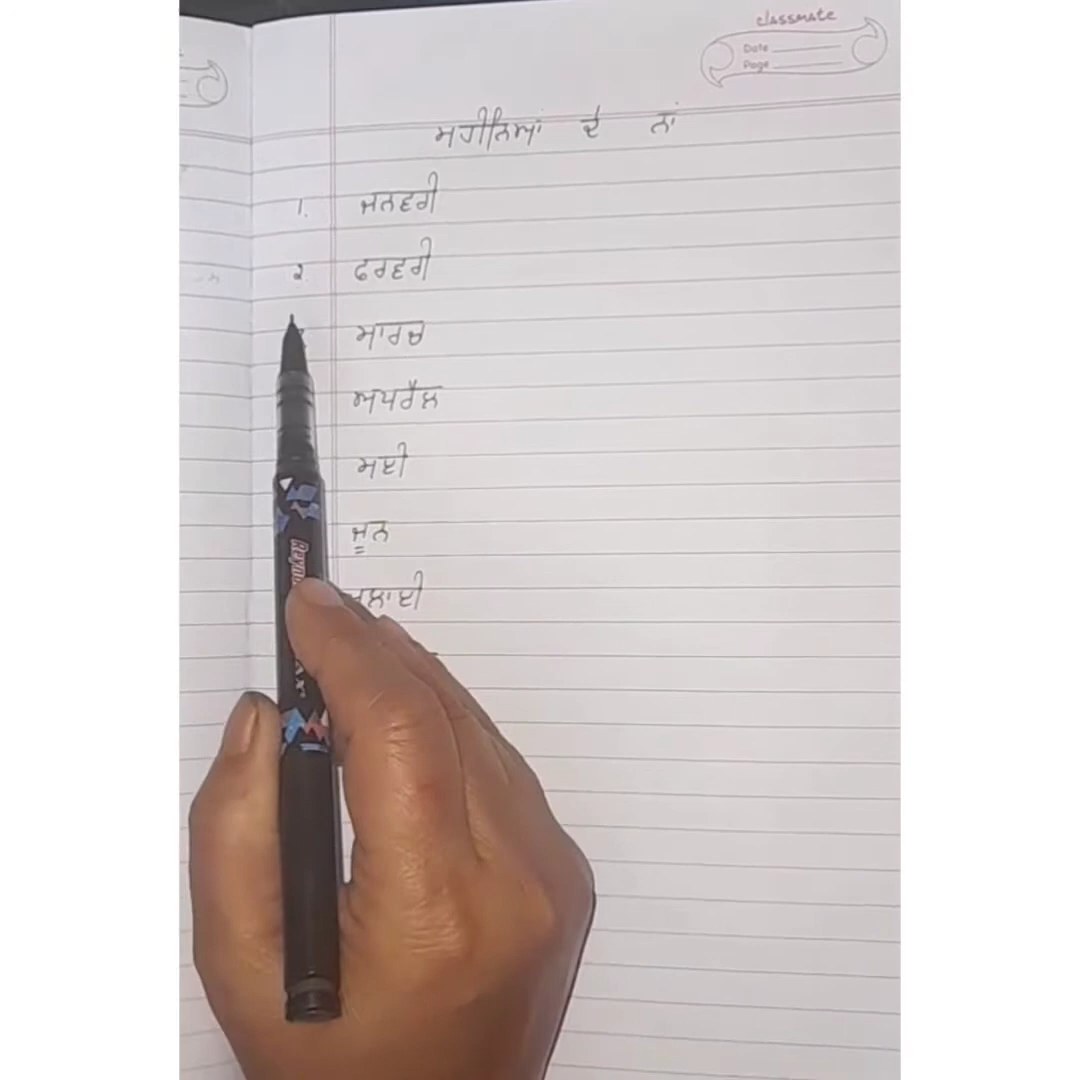 classmate
Date
Page
ਮਹੀਨਿਆਂ ਦੇ ਨਾਂ
1. ਜਨਵਰੀ
2. ਫਰਵਰੀ
ਮਾਰਚ
ਅਪਰੈਲ
ਮਈ
ਜੂਨ
ਜੁਲਾਈ